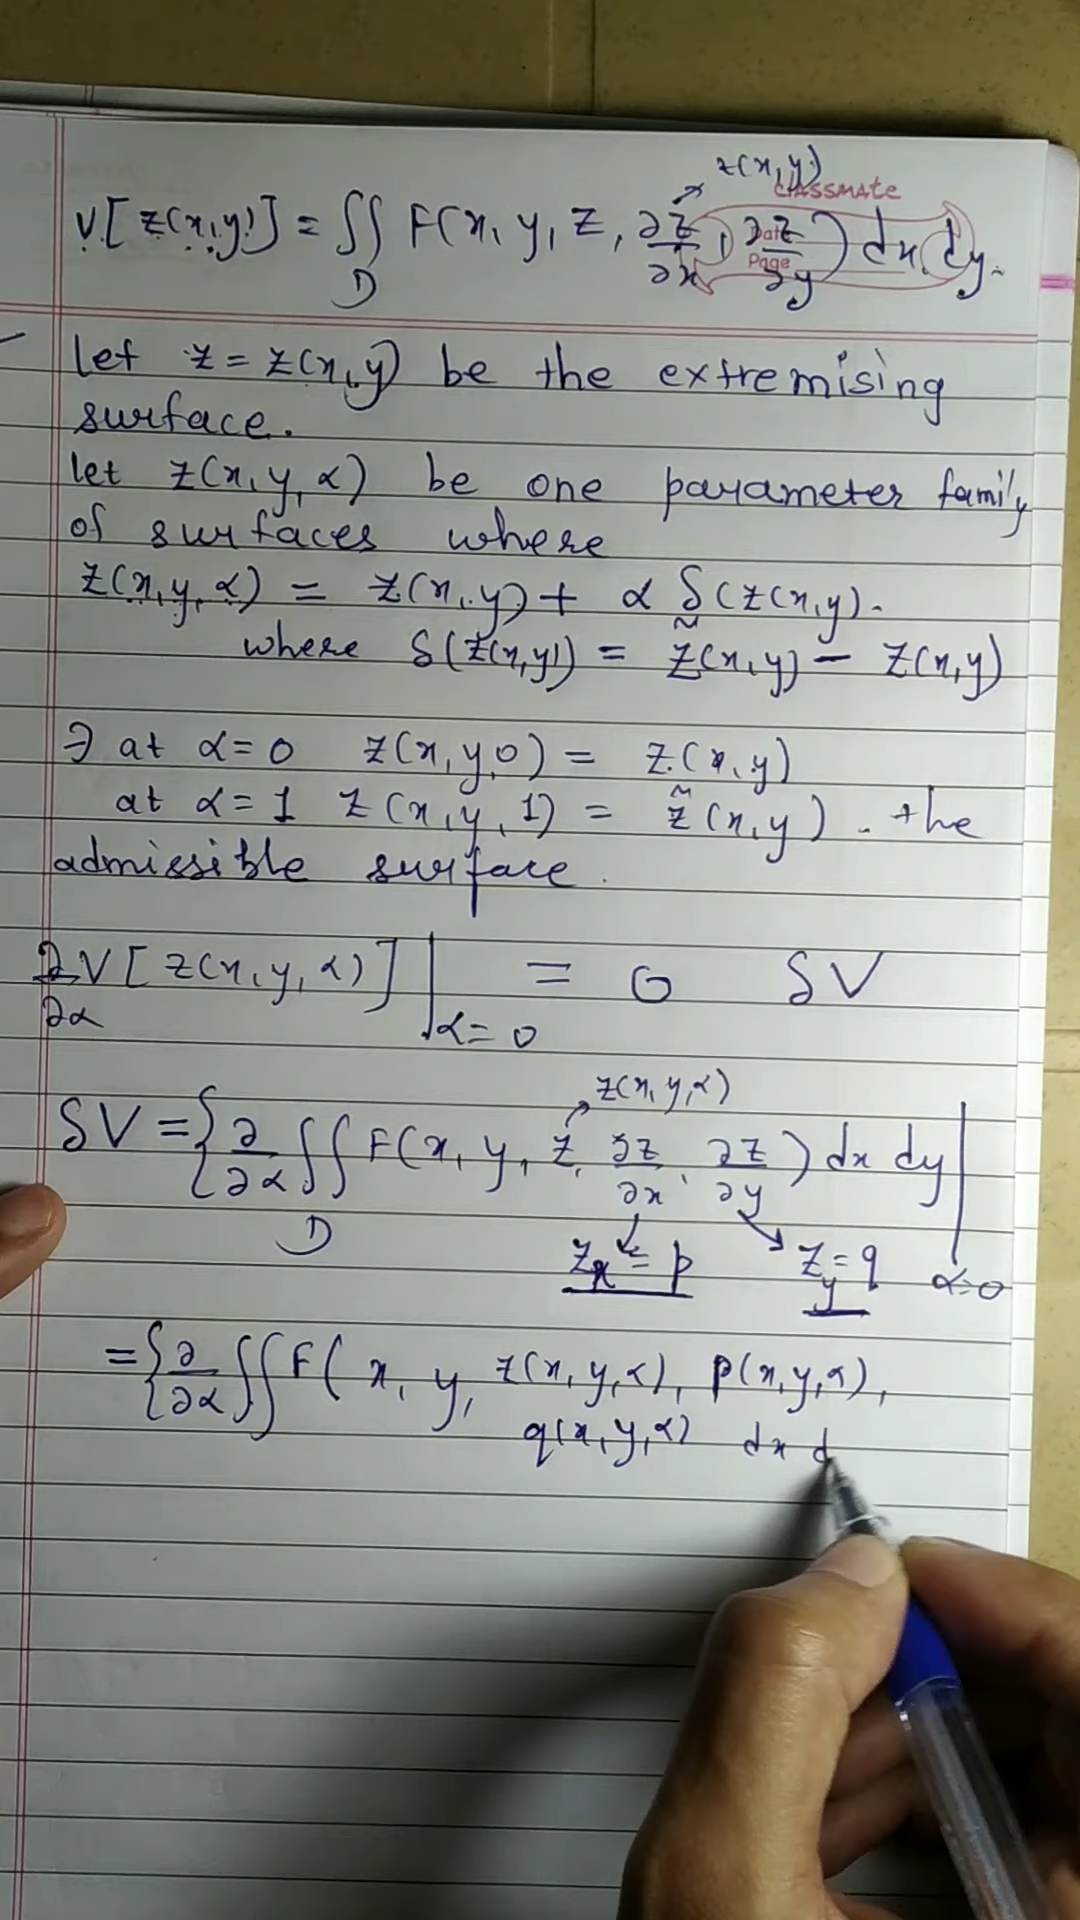 z(x, y)
CLASSMATE
Date
Page
V[z(x,y)] = ∬ F(x, y, z, ∂z/∂x, ∂z/∂y) dx dy.
D
Let z = z(x,y) be the extremising
surface.
let z(x, y, α) be one parameter family
of surfaces where
z(x, y, α) = z(x, y) + α δ(z(x,y).
where δ(z(x,y)) = z̃(x,y) − z(x,y)
∋ at α=0 z(x, y, 0) = z(x, y)
at α=1 z(x, y, 1) = z̃(x, y). the
admissible surface.
∂/∂α V[z(x, y, α)] |α=0 = 0 δV
z(x, y, α)
δV = { ∂/∂α ∬ F(x, y, z, ∂z/∂x, ∂z/∂y) dx dy |
D
zx = p zy = q α=0
= { ∂/∂α ∬ F( x, y, z(x, y, α), p(x, y, α),
q(x, y, α) dx d